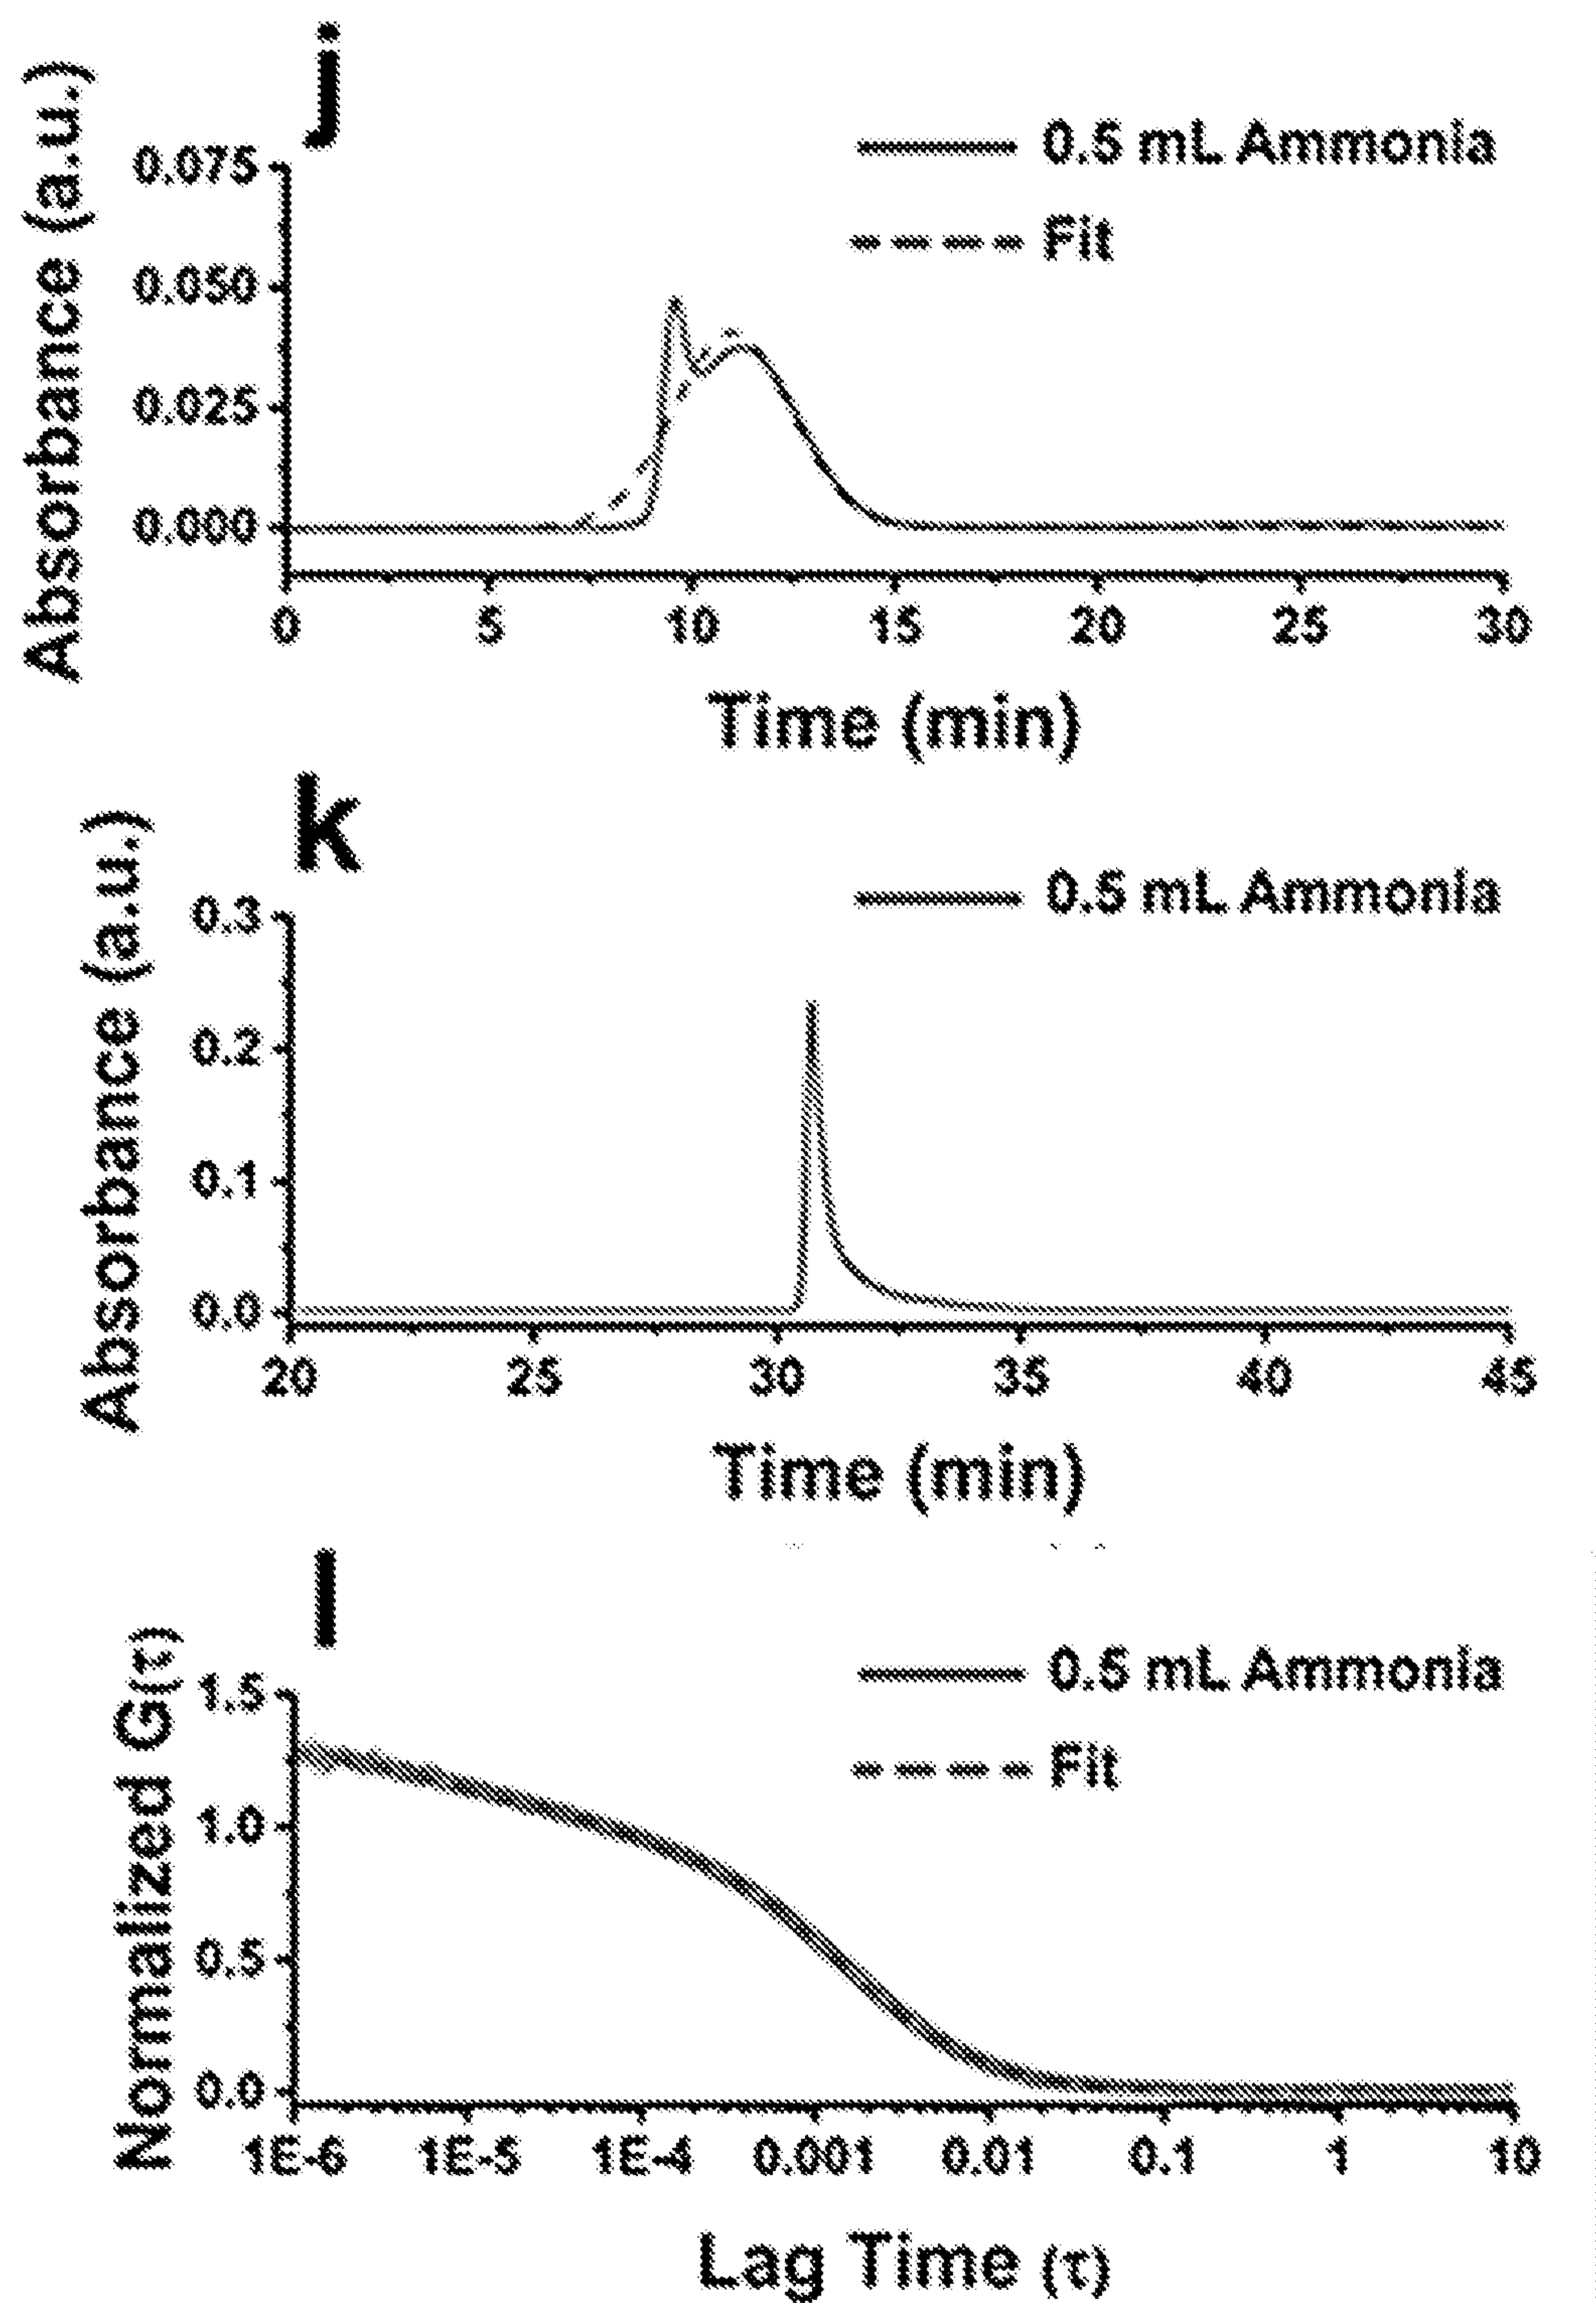 j
0.5 mL Ammonia
Fit
Absorbance (a.u.)
0.075
0.050
0.025
0.000
0 5 10 15 20 25 30
Time (min)
k
0.5 mL Ammonia
Absorbance (a.u.)
0.3
0.2
0.1
0.0
20 25 30 35 40 45
Time (min)
l
0.5 mL Ammonia
Fit
Normalized G(τ)
1.5
1.0
0.5
0.0
1E-6 1E-5 1E-4 0.001 0.01 0.1 1 10
Lag Time (τ)